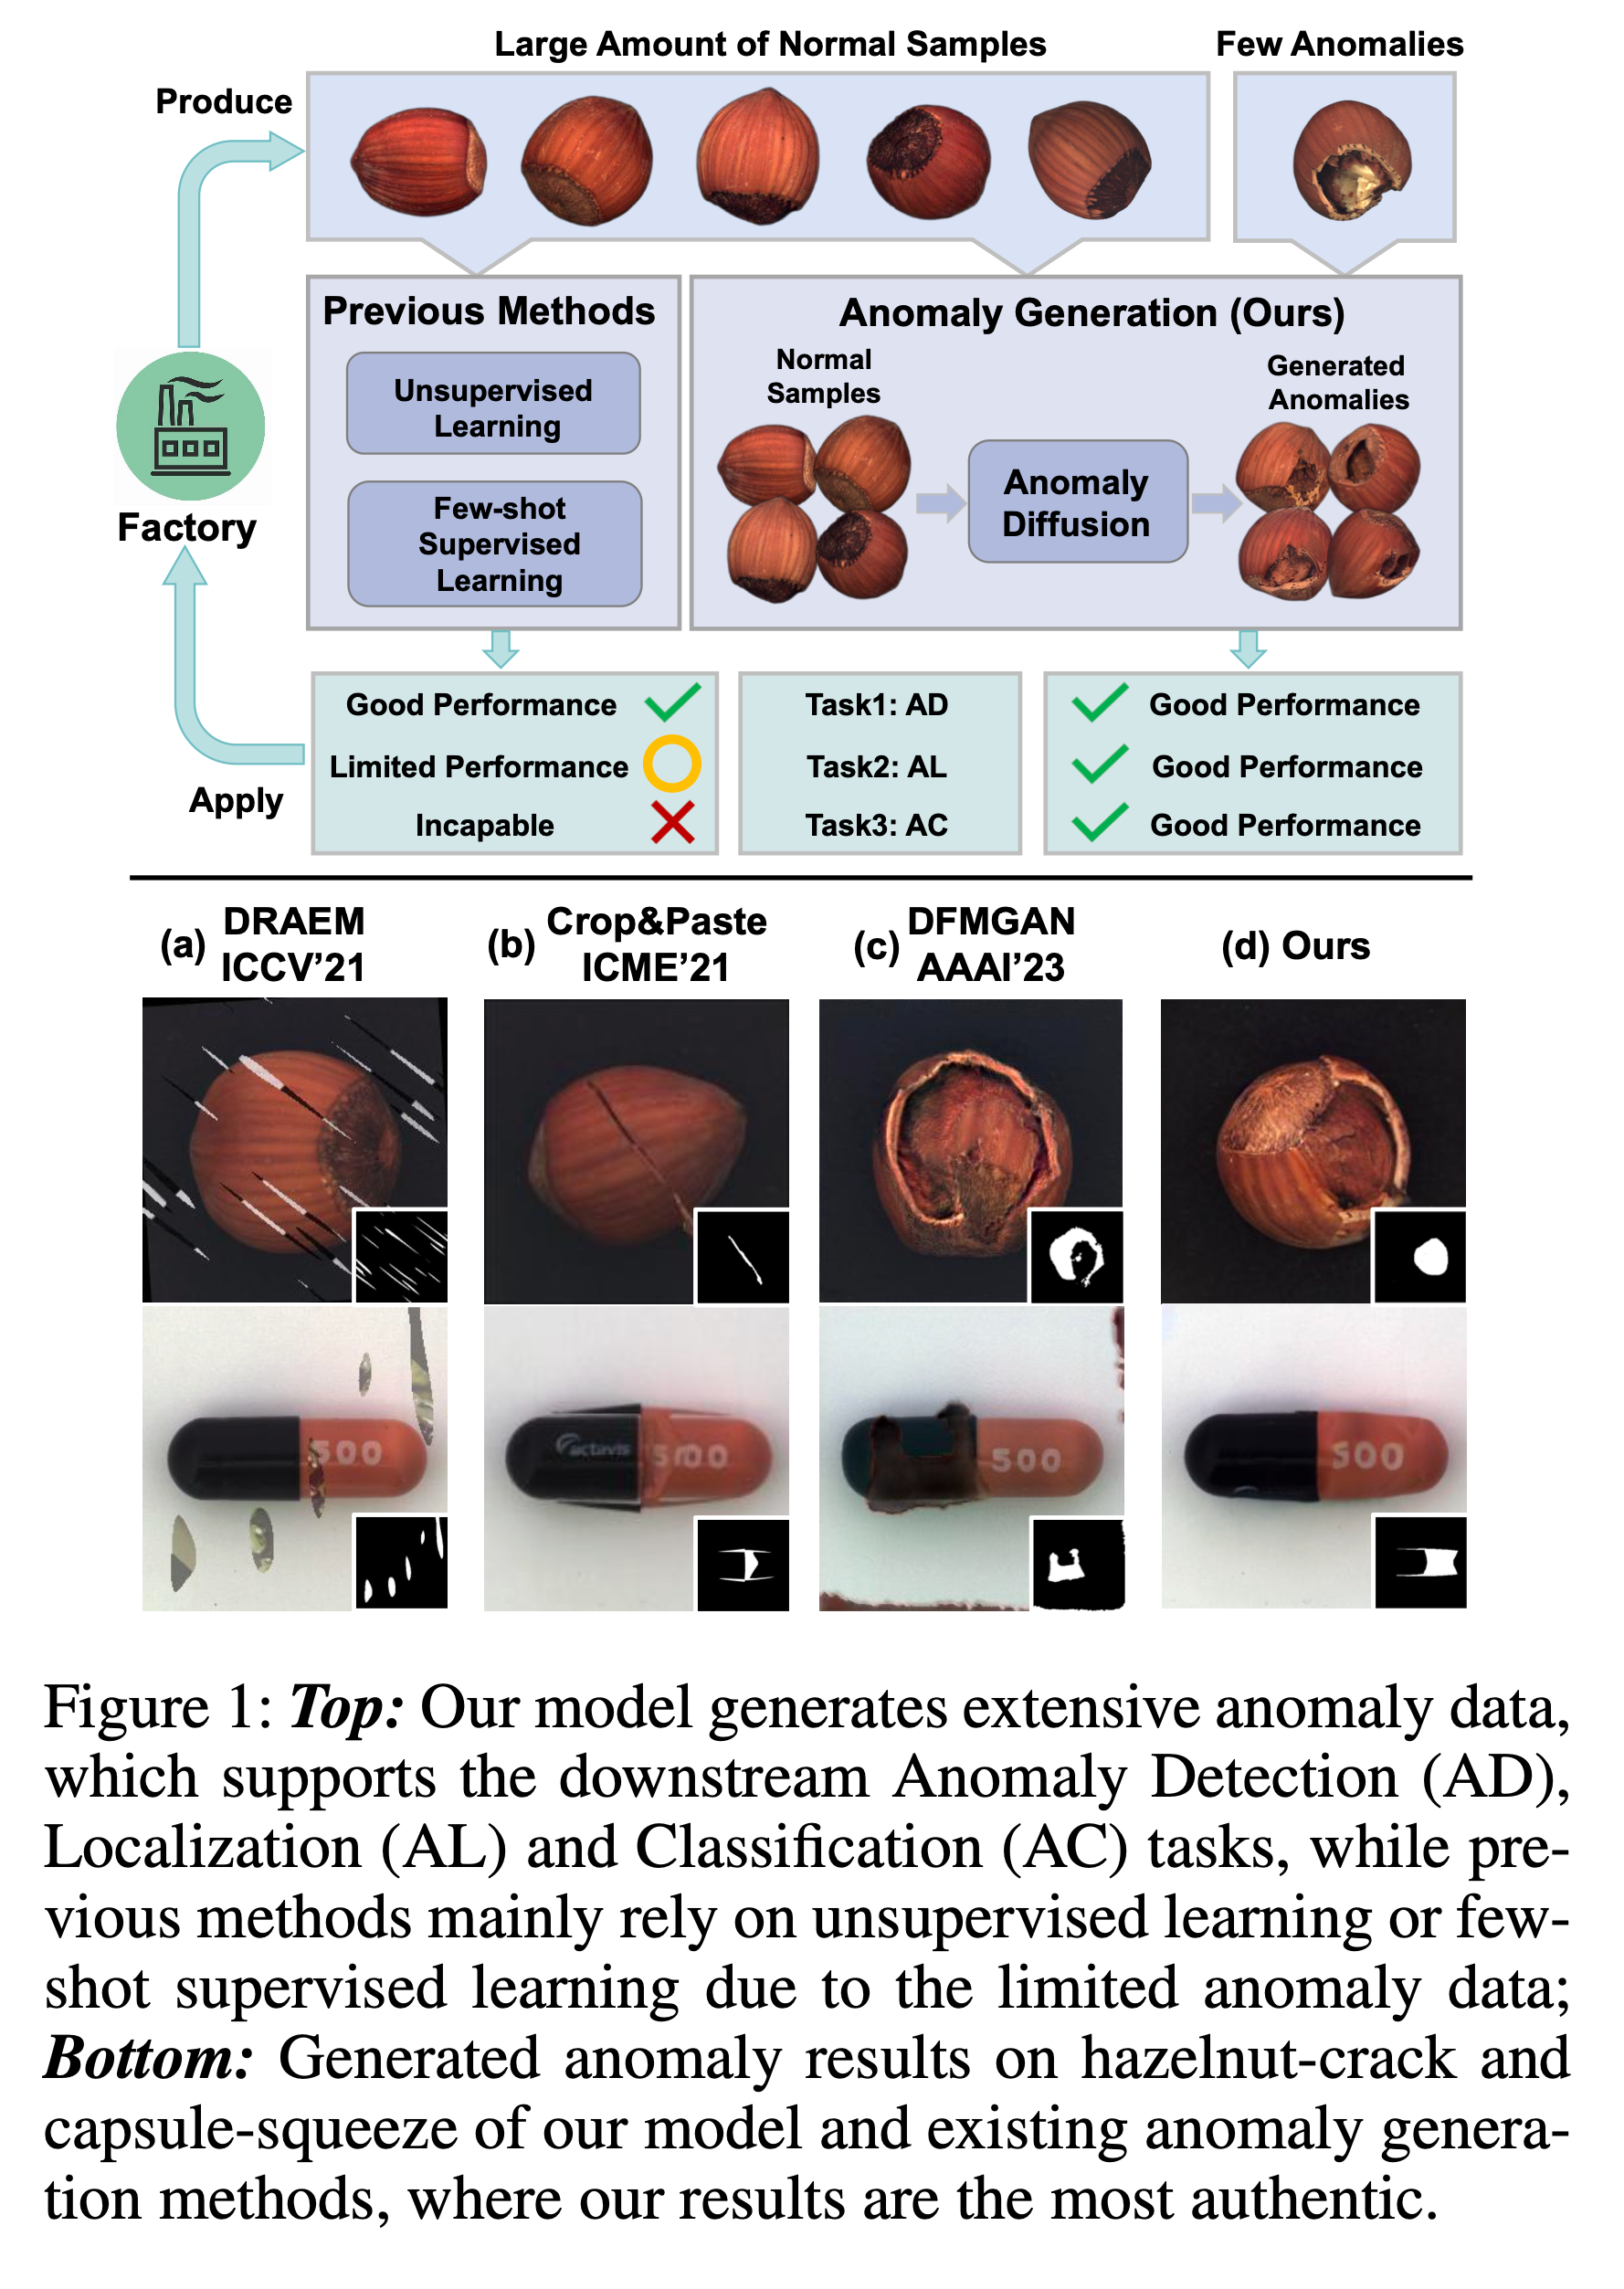 Large Amount of Normal Samples
Few Anomalies
Produce
Previous Methods
Unsupervised
Learning
Few-shot
Supervised
Learning
Anomaly Generation (Ours)
Normal
Samples
Anomaly
Diffusion
Generated
Anomalies
Factory
Apply
Good Performance
Limited Performance
Incapable
Task1: AD
Task2: AL
Task3: AC
Good Performance
Good Performance
Good Performance
(a) DRAEM
ICCV’21
(b) Crop&Paste
ICME’21
(c) DFMGAN
AAAI’23
(d) Ours
500
actavis
500
500
Figure 1: Top: Our model generates extensive anomaly data,
which supports the downstream Anomaly Detection (AD),
Localization (AL) and Classification (AC) tasks, while pre-
vious methods mainly rely on unsupervised learning or few-
shot supervised learning due to the limited anomaly data;
Bottom: Generated anomaly results on hazelnut-crack and
capsule-squeeze of our model and existing anomaly genera-
tion methods, where our results are the most authentic.